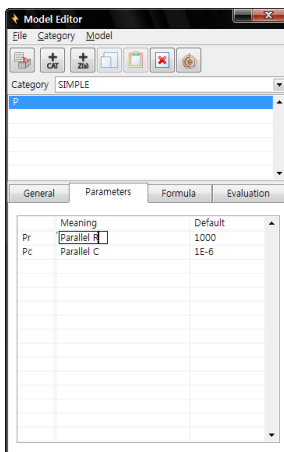 Model Editor
File Category Model
+ CAT + Z(s)
Category SIMPLE
P
General Parameters Formula Evaluation
Meaning Default
Pr Parallel R 1000
Pc Parallel C 1E-6